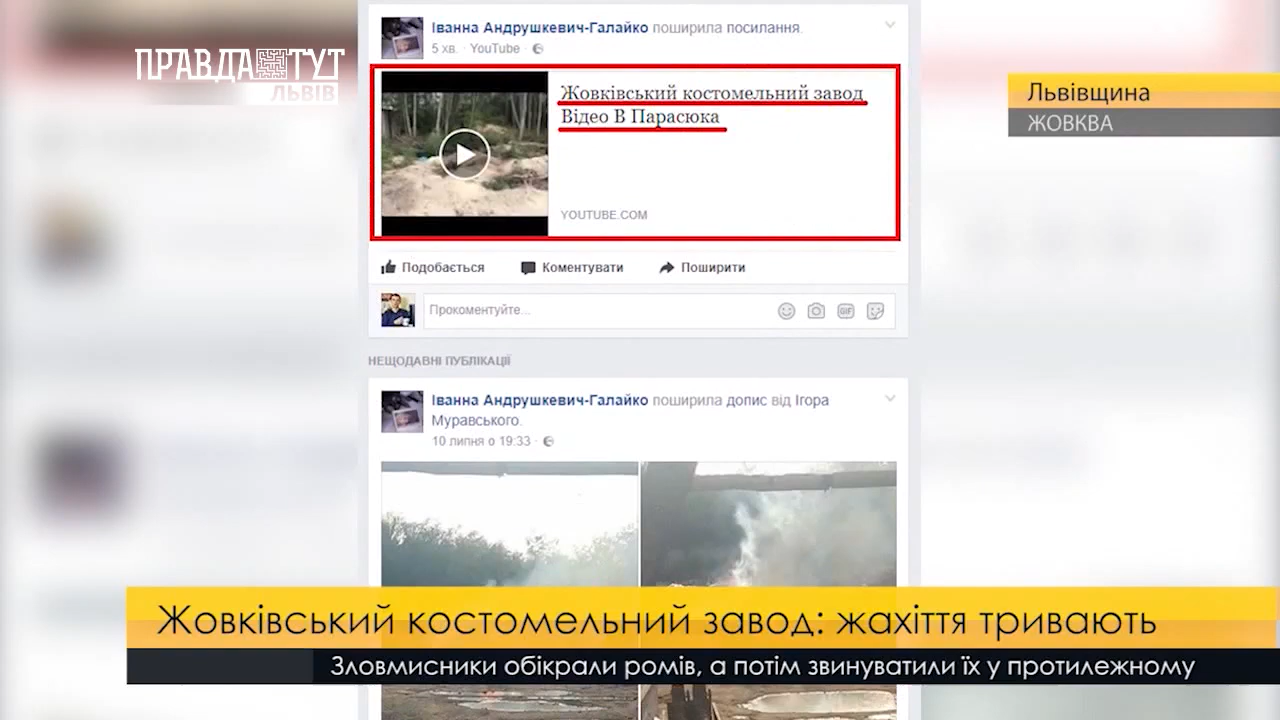 ПРАВДА ТУТ
ЛЬВІВ
Львівщина
ЖОВКВА
Іванна Андрушкевич-Галайко поширила посилання.
5 хв. · YouTube ·
Жовківський костомельний завод
Відео В Парасюка
YOUTUBE.COM
Подобається Коментувати Поширити
Прокоментуйте...
GIF
НЕЩОДАВНІ ПУБЛІКАЦІЇ
Іванна Андрушкевич-Галайко поширила допис від Ігора
Муравського.
10 липня о 19:33 ·
Жовківський костомельний завод: жахіття тривають
Зловмисники обікрали ромів, а потім звинуватили їх у протилежному